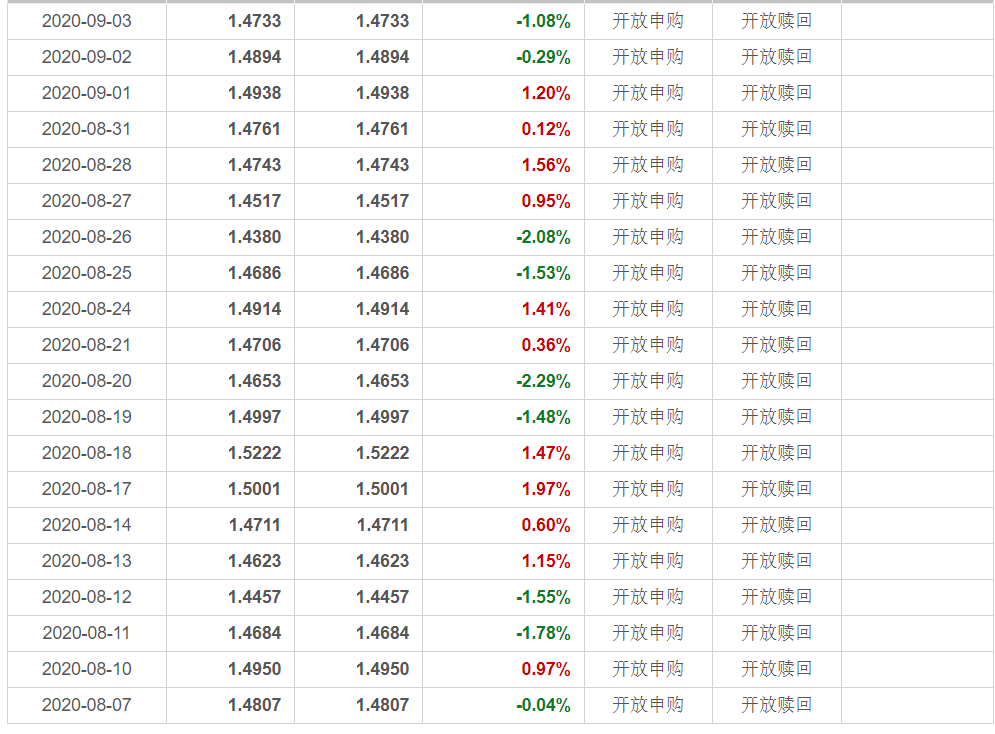 2020-09-03 1.4733 1.4733 -1.08% 开放申购 开放赎回
2020-09-02 1.4894 1.4894 -0.29% 开放申购 开放赎回
2020-09-01 1.4938 1.4938 1.20% 开放申购 开放赎回
2020-08-31 1.4761 1.4761 0.12% 开放申购 开放赎回
2020-08-28 1.4743 1.4743 1.56% 开放申购 开放赎回
2020-08-27 1.4517 1.4517 0.95% 开放申购 开放赎回
2020-08-26 1.4380 1.4380 -2.08% 开放申购 开放赎回
2020-08-25 1.4686 1.4686 -1.53% 开放申购 开放赎回
2020-08-24 1.4914 1.4914 1.41% 开放申购 开放赎回
2020-08-21 1.4706 1.4706 0.36% 开放申购 开放赎回
2020-08-20 1.4653 1.4653 -2.29% 开放申购 开放赎回
2020-08-19 1.4997 1.4997 -1.48% 开放申购 开放赎回
2020-08-18 1.5222 1.5222 1.47% 开放申购 开放赎回
2020-08-17 1.5001 1.5001 1.97% 开放申购 开放赎回
2020-08-14 1.4711 1.4711 0.60% 开放申购 开放赎回
2020-08-13 1.4623 1.4623 1.15% 开放申购 开放赎回
2020-08-12 1.4457 1.4457 -1.55% 开放申购 开放赎回
2020-08-11 1.4684 1.4684 -1.78% 开放申购 开放赎回
2020-08-10 1.4950 1.4950 0.97% 开放申购 开放赎回
2020-08-07 1.4807 1.4807 -0.04% 开放申购 开放赎回